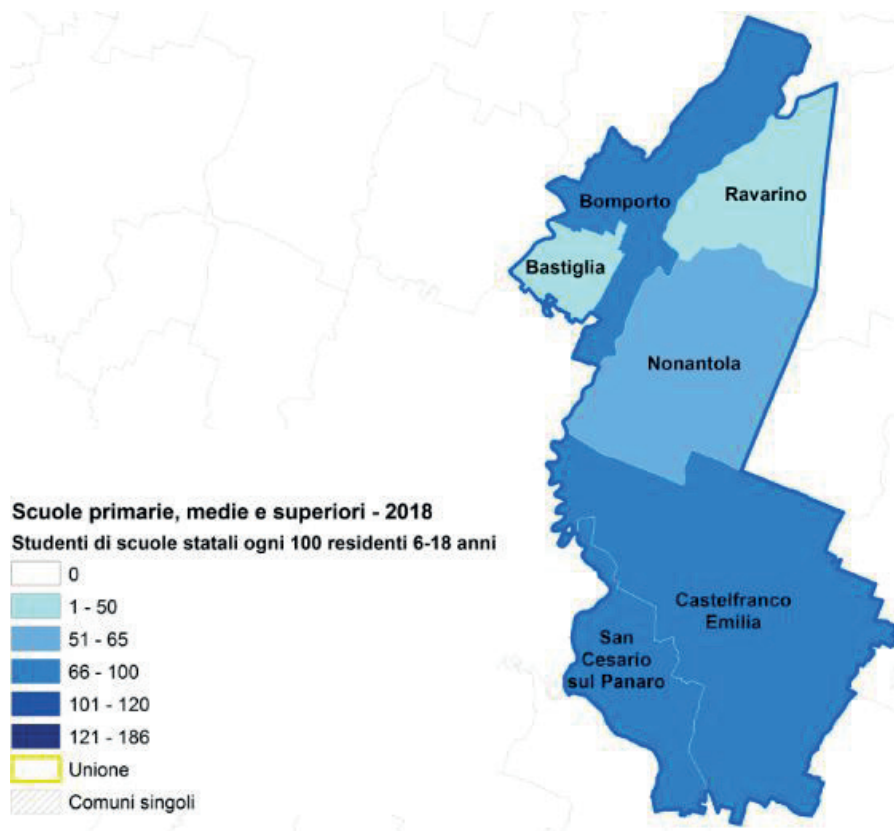 Bomporto
Ravarino
Bastiglia
Nonantola
Castelfranco
Emilia
San
Cesario
sul Panaro
Scuole primarie, medie e superiori - 2018
Studenti di scuole statali ogni 100 residenti 6-18 anni
0
1 - 50
51 - 65
66 - 100
101 - 120
121 - 186
Unione
Comuni singoli